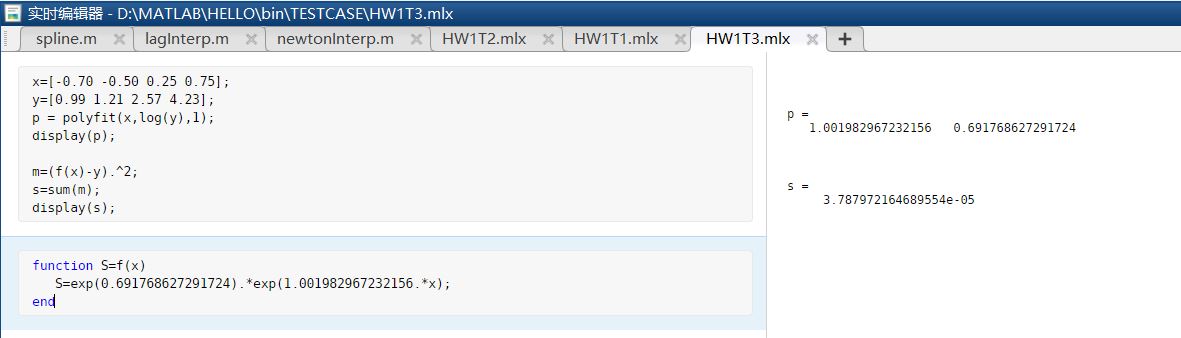 实时编辑器 - D:\MATLAB\HELLO\bin\TESTCASE\HW1T3.mlx
spline.m lagInterp.m newtonInterp.m HW1T2.mlx HW1T1.mlx HW1T3.mlx +
x=[-0.70 -0.50 0.25 0.75];
y=[0.99 1.21 2.57 4.23];
p = polyfit(x,log(y),1);
display(p);
m=(f(x)-y).^2;
s=sum(m);
display(s);
function S=f(x)
S=exp(0.691768627291724).*exp(1.001982967232156.*x);
end
p =
1.001982967232156 0.691768627291724
s =
3.787972164689554e-05